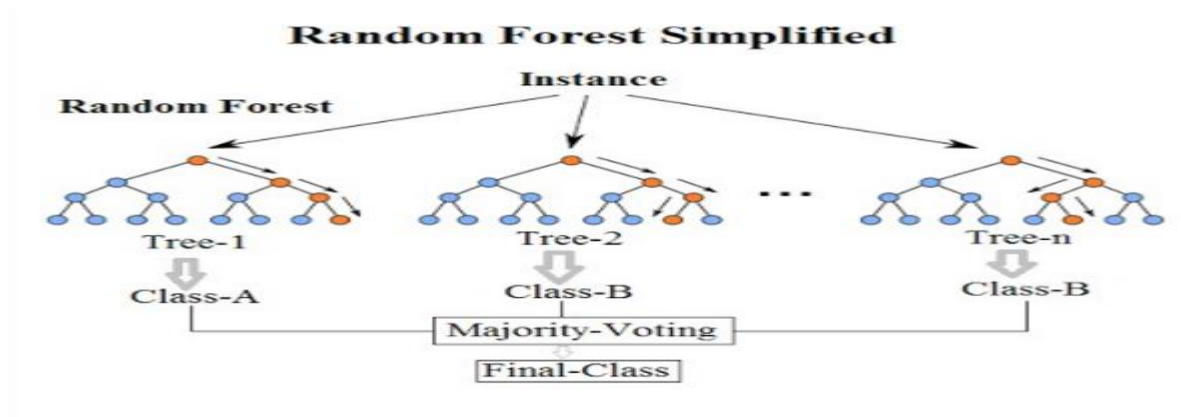 Random Forest Simplified
Instance
Random Forest
Tree-1
Tree-2
...
Tree-n
Class-A
Class-B
Class-B
Majority-Voting
Final-Class